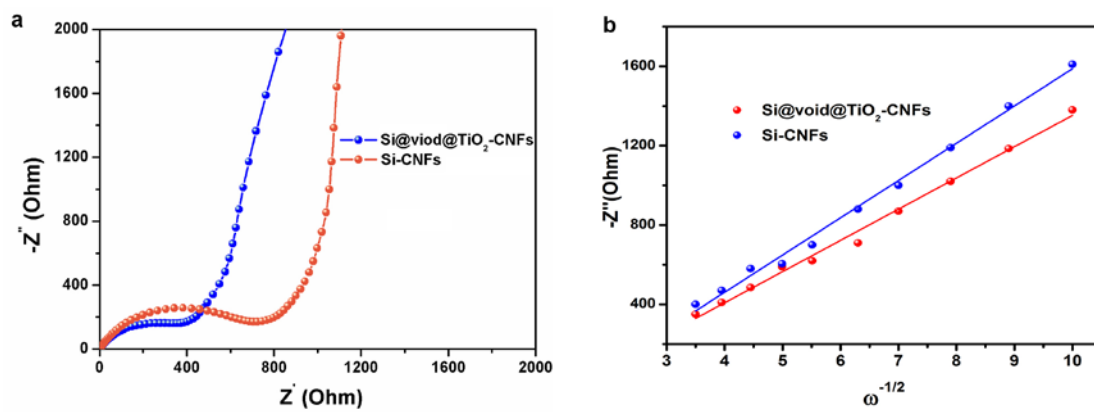 a
2000
1600
1200
800
400
0
-Z'' (Ohm)
Si@viod@TiO2-CNFs
Si-CNFs
0 400 800 1200 1600 2000
Z' (Ohm)
b
1600
1200
800
400
-Z''(Ohm)
Si@void@TiO2-CNFs
Si-CNFs
3 4 5 6 7 8 9 10
ω-1/2